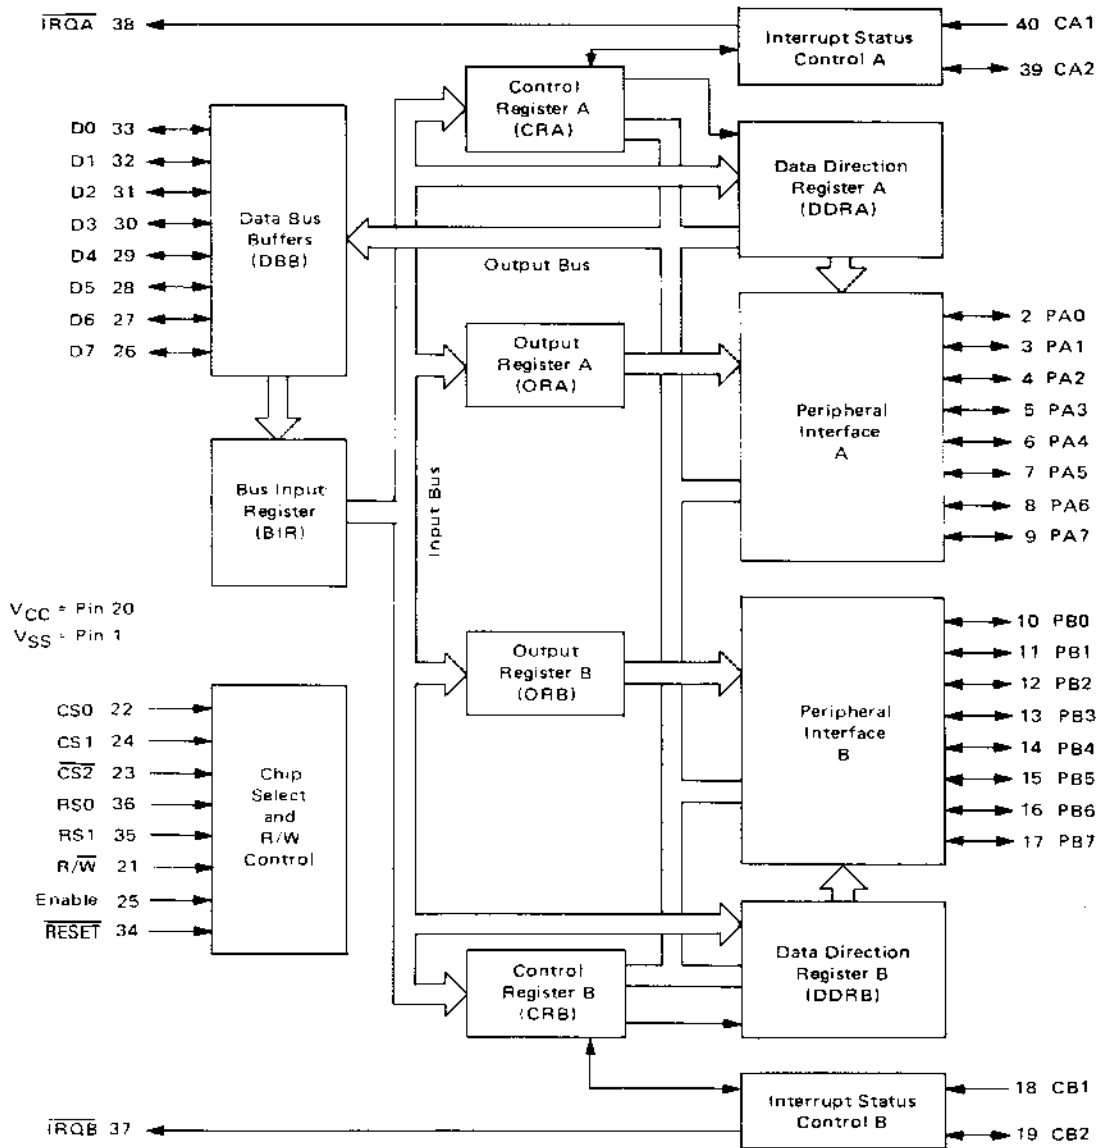 IRQA 38
Interrupt Status
Control A
40 CA1
39 CA2
Control
Register A
(CRA)
D0 33
D1 32
D2 31
D3 30
D4 29
D5 28
D6 27
D7 26
Data Bus
Buffers
(DBB)
Data Direction
Register A
(DDRA)
Output Bus
Output
Register A
(ORA)
Peripheral
Interface
A
2 PA0
3 PA1
4 PA2
5 PA3
6 PA4
7 PA5
8 PA6
9 PA7
Bus Input
Register
(BIR)
Input Bus
VCC = Pin 20
VSS = Pin 1
Output
Register B
(ORB)
Peripheral
Interface
B
10 PB0
11 PB1
12 PB2
13 PB3
14 PB4
15 PB5
16 PB6
17 PB7
CS0 22
CS1 24
CS2 23
RS0 36
RS1 35
R/W 21
Enable 25
RESET 34
Chip
Select
and
R/W
Control
Control
Register B
(CRB)
Data Direction
Register B
(DDRB)
Interrupt Status
Control B
18 CB1
19 CB2
IRQB 37